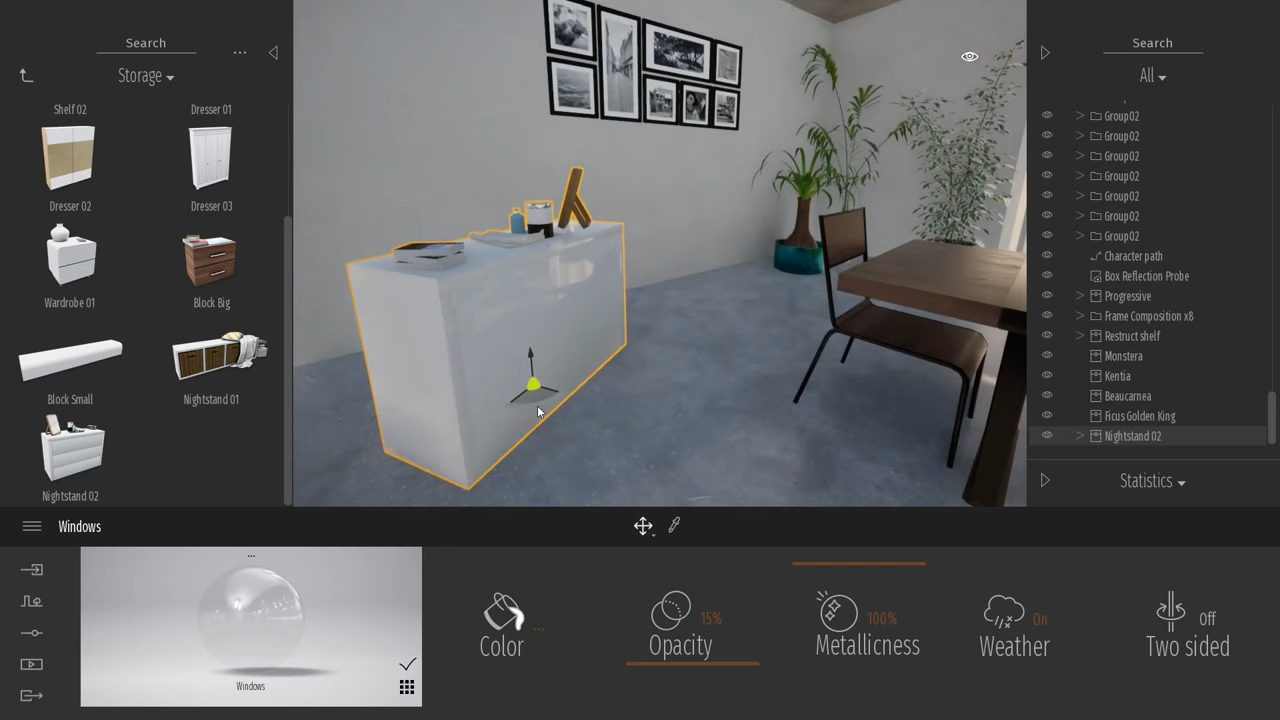 Search
...
Storage
Shelf 02
Dresser 01
Dresser 02
Dresser 03
Wardrobe 01
Block Big
Block Small
Nightstand 01
Nightstand 02
Search
All
Group02
Group02
Group02
Group02
Group02
Group02
Group02
Character path
Box Reflection Probe
Progressive
Frame Composition x8
Restruct shelf
Monstera
Kentia
Beaucarnea
Ficus Golden King
Nightstand 02
Statistics
Windows
...
Windows
Color ...
Opacity 15%
Metallicness 100%
Weather On
Two sided Off